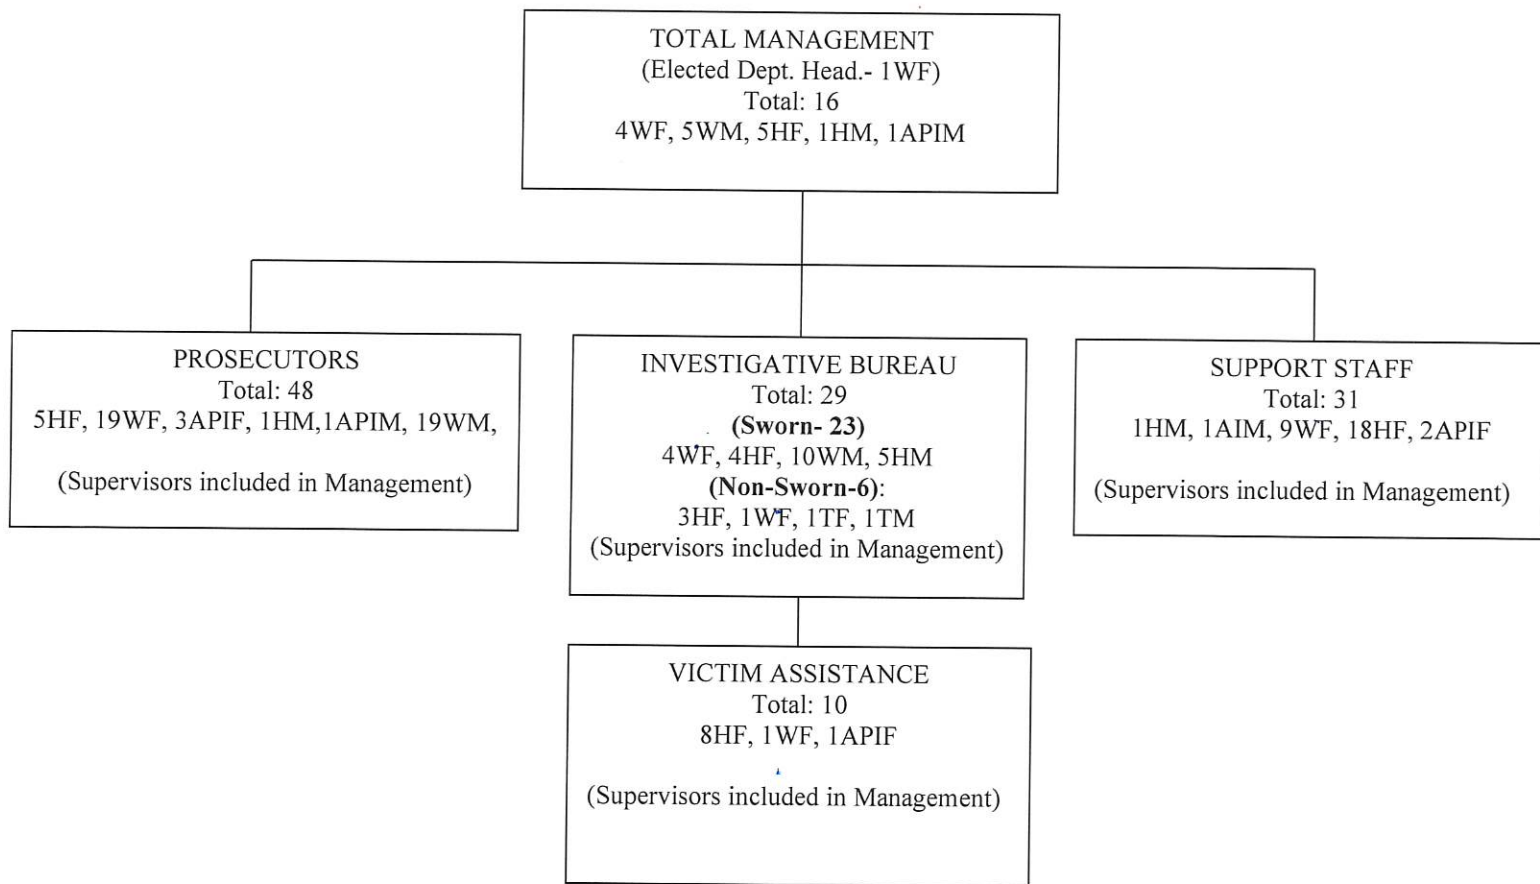 TOTAL MANAGEMENT
(Elected Dept. Head.- 1WF)
Total: 16
4WF, 5WM, 5HF, 1HM, 1APIM
PROSECUTORS
Total: 48
5HF, 19WF, 3APIF, 1HM,1APIM, 19WM,
(Supervisors included in Management)
INVESTIGATIVE BUREAU
Total: 29
(Sworn- 23)
4WF, 4HF, 10WM, 5HM
(Non-Sworn-6):
3HF, 1WF, 1TF, 1TM
(Supervisors included in Management)
SUPPORT STAFF
Total: 31
1HM, 1AIM, 9WF, 18HF, 2APIF
(Supervisors included in Management)
VICTIM ASSISTANCE
Total: 10
8HF, 1WF, 1APIF
(Supervisors included in Management)